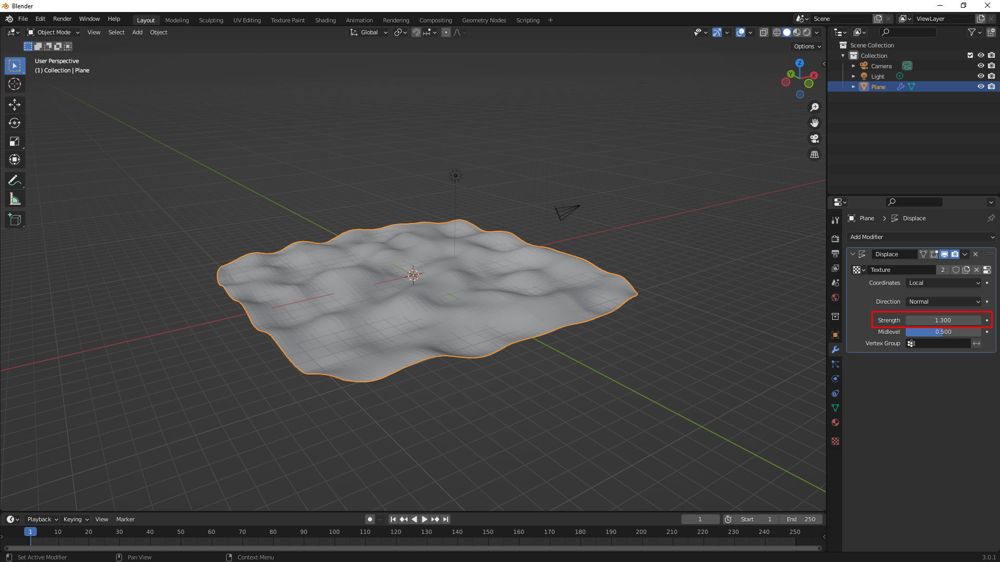 Blender
File Edit Render Window Help Layout Modeling Sculpting UV Editing Texture Paint Shading Animation Rendering Compositing Geometry Nodes Scripting + Scene ViewLayer
Object Mode View Select Add Object Global
Options
User Perspective
(1) Collection | Plane
Z
Y
X
Scene Collection
Collection
Camera
Light
Plane
Plane > Displace
Add Modifier
Displace
Texture 2
Coordinates Local
Direction Normal
Strength 1.300
Midlevel 0.500
Vertex Group
Playback Keying View Marker 1 Start 1 End 250
1 10 20 30 40 50 60 70 80 90 100 110 120 130 140 150 160 170 180 190 200 210 220 230 240 250
Set Active Modifier Pan View Context Menu 3.0.1